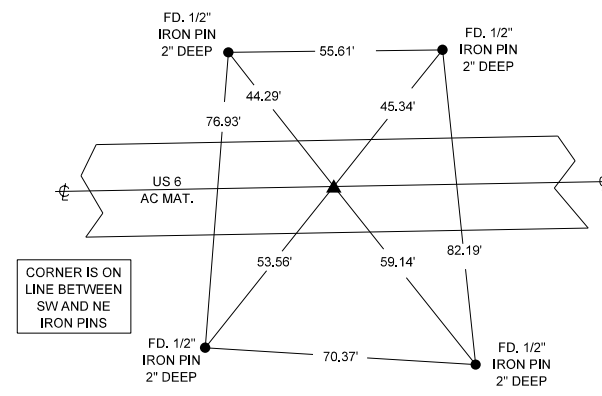 FD. 1/2"
IRON PIN
2" DEEP
55.61'
FD. 1/2"
IRON PIN
2" DEEP
44.29'
45.34'
76.93'
US 6
AC MAT.
℄
℄
53.56'
59.14'
82.19'
CORNER IS ON
LINE BETWEEN
SW AND NE
IRON PINS
FD. 1/2"
IRON PIN
2" DEEP
70.37'
FD. 1/2"
IRON PIN
2" DEEP